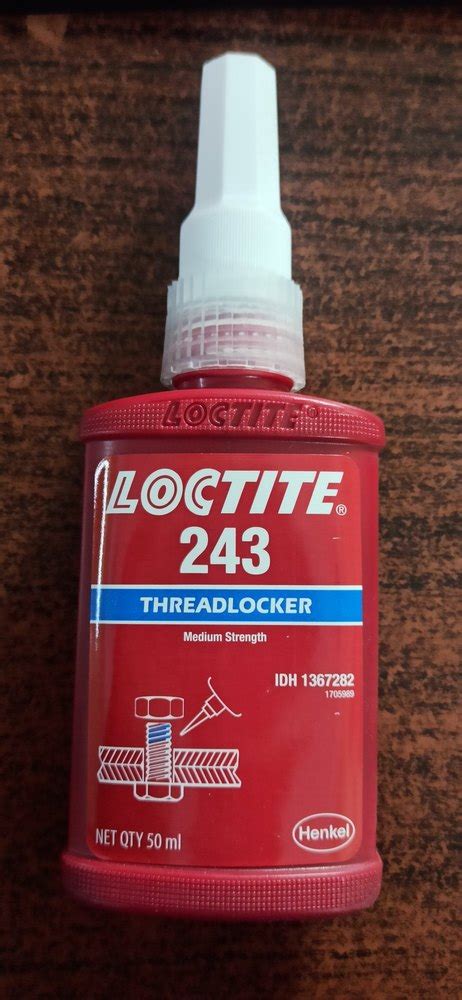 LOCTITE®
LOCTITE®
243
THREADLOCKER
Medium Strength
IDH 1367282
1705989
NET QTY 50 ml
Henkel